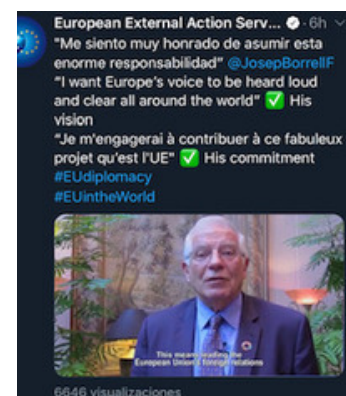 European External Action Serv... · 6h
"Me siento muy honrado de asumir esta
enorme responsabilidad" @JosepBorrellF
"I want Europe's voice to be heard loud
and clear all around the world" ✅ His
vision
"Je m'engagerai à contribuer à ce fabuleux
projet qu'est l'UE" ✅ His commitment
#EUdiplomacy
#EUintheWorld
This means leading the
European Union's foreign relations
6646 visualizaciones